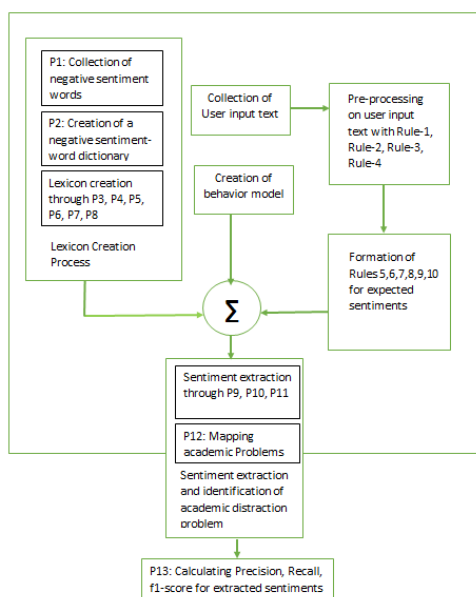 P1: Collection of
negative sentiment
words
P2: Creation of a
negative sentiment-
word dictionary
Lexicon creation
through P3, P4, P5,
P6, P7, P8
Lexicon Creation
Process
Collection of
User input text
Pre-processing
on user input
text with Rule-1,
Rule-2, Rule-3,
Rule-4
Creation of
behavior model
Formation of
Rules 5,6,7,8,9,10
for expected
sentiments
Σ
Sentiment extraction
through P9, P10, P11
P12: Mapping
academic Problems
Sentiment extraction
and identification of
academic distraction
problem
P13: Calculating Precision, Recall,
f1-score for extracted sentiments